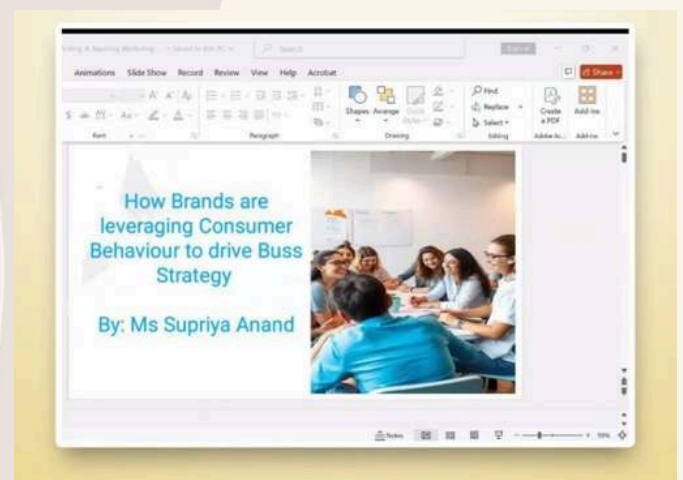 Search
Animations Slide Show Record Review View Help Acrobat
Share
Find
Replace
Select
Shapes Arrange
Create a PDF
Add-ins
Font Paragraph Drawing Editing
How Brands are
leveraging Consumer
Behaviour to drive Buss
Strategy
By: Ms Supriya Anand
Notes